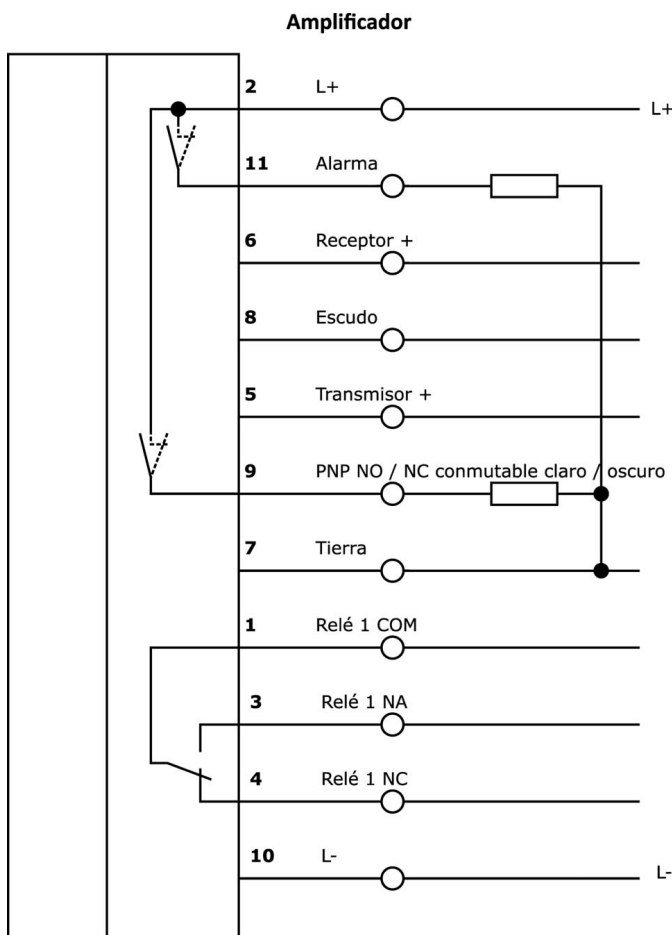 Amplificador
2 L+ L+
11 Alarma
6 Receptor +
8 Escudo
5 Transmisor +
9 PNP NO / NC conmutable claro / oscuro
7 Tierra
1 Relé 1 COM
3 Relé 1 NA
4 Relé 1 NC
10 L- L-